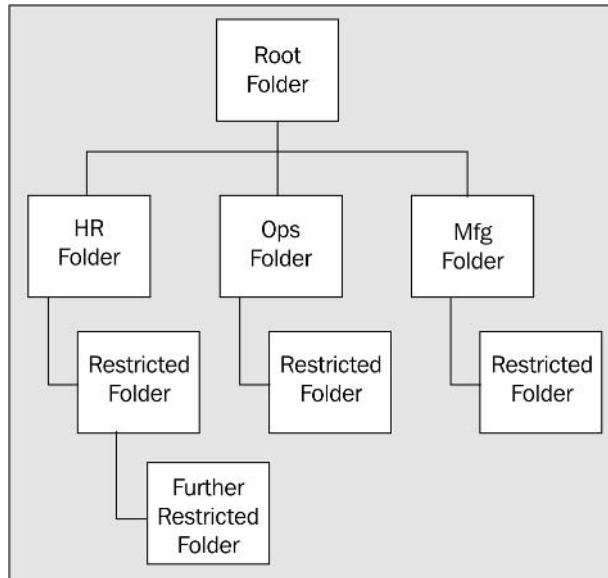 Root
Folder
HR
Folder
Ops
Folder
Mfg
Folder
Restricted
Folder
Restricted
Folder
Restricted
Folder
Further
Restricted
Folder